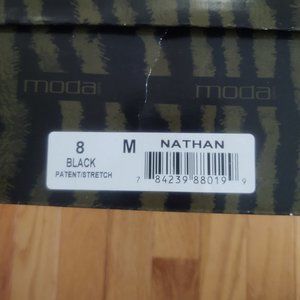 moda
moda
8 M NATHAN
BLACK
PATENT/STRETCH
7 84239 88019 9